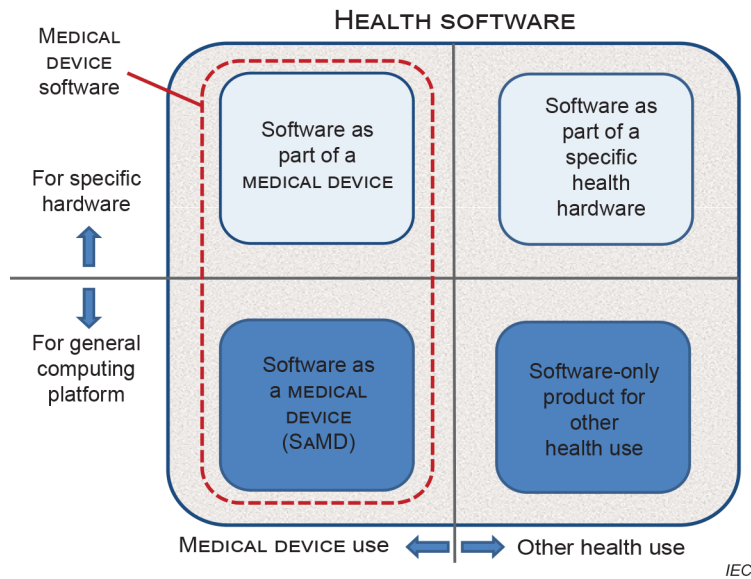 HEALTH SOFTWARE
MEDICAL
DEVICE
software
Software as
part of a
MEDICAL DEVICE
Software as
part of a
specific
health
hardware
For specific
hardware
For general
computing
platform
Software as
a MEDICAL
DEVICE
(SAMD)
Software-only
product for
other
health use
MEDICAL DEVICE use
Other health use
IEC